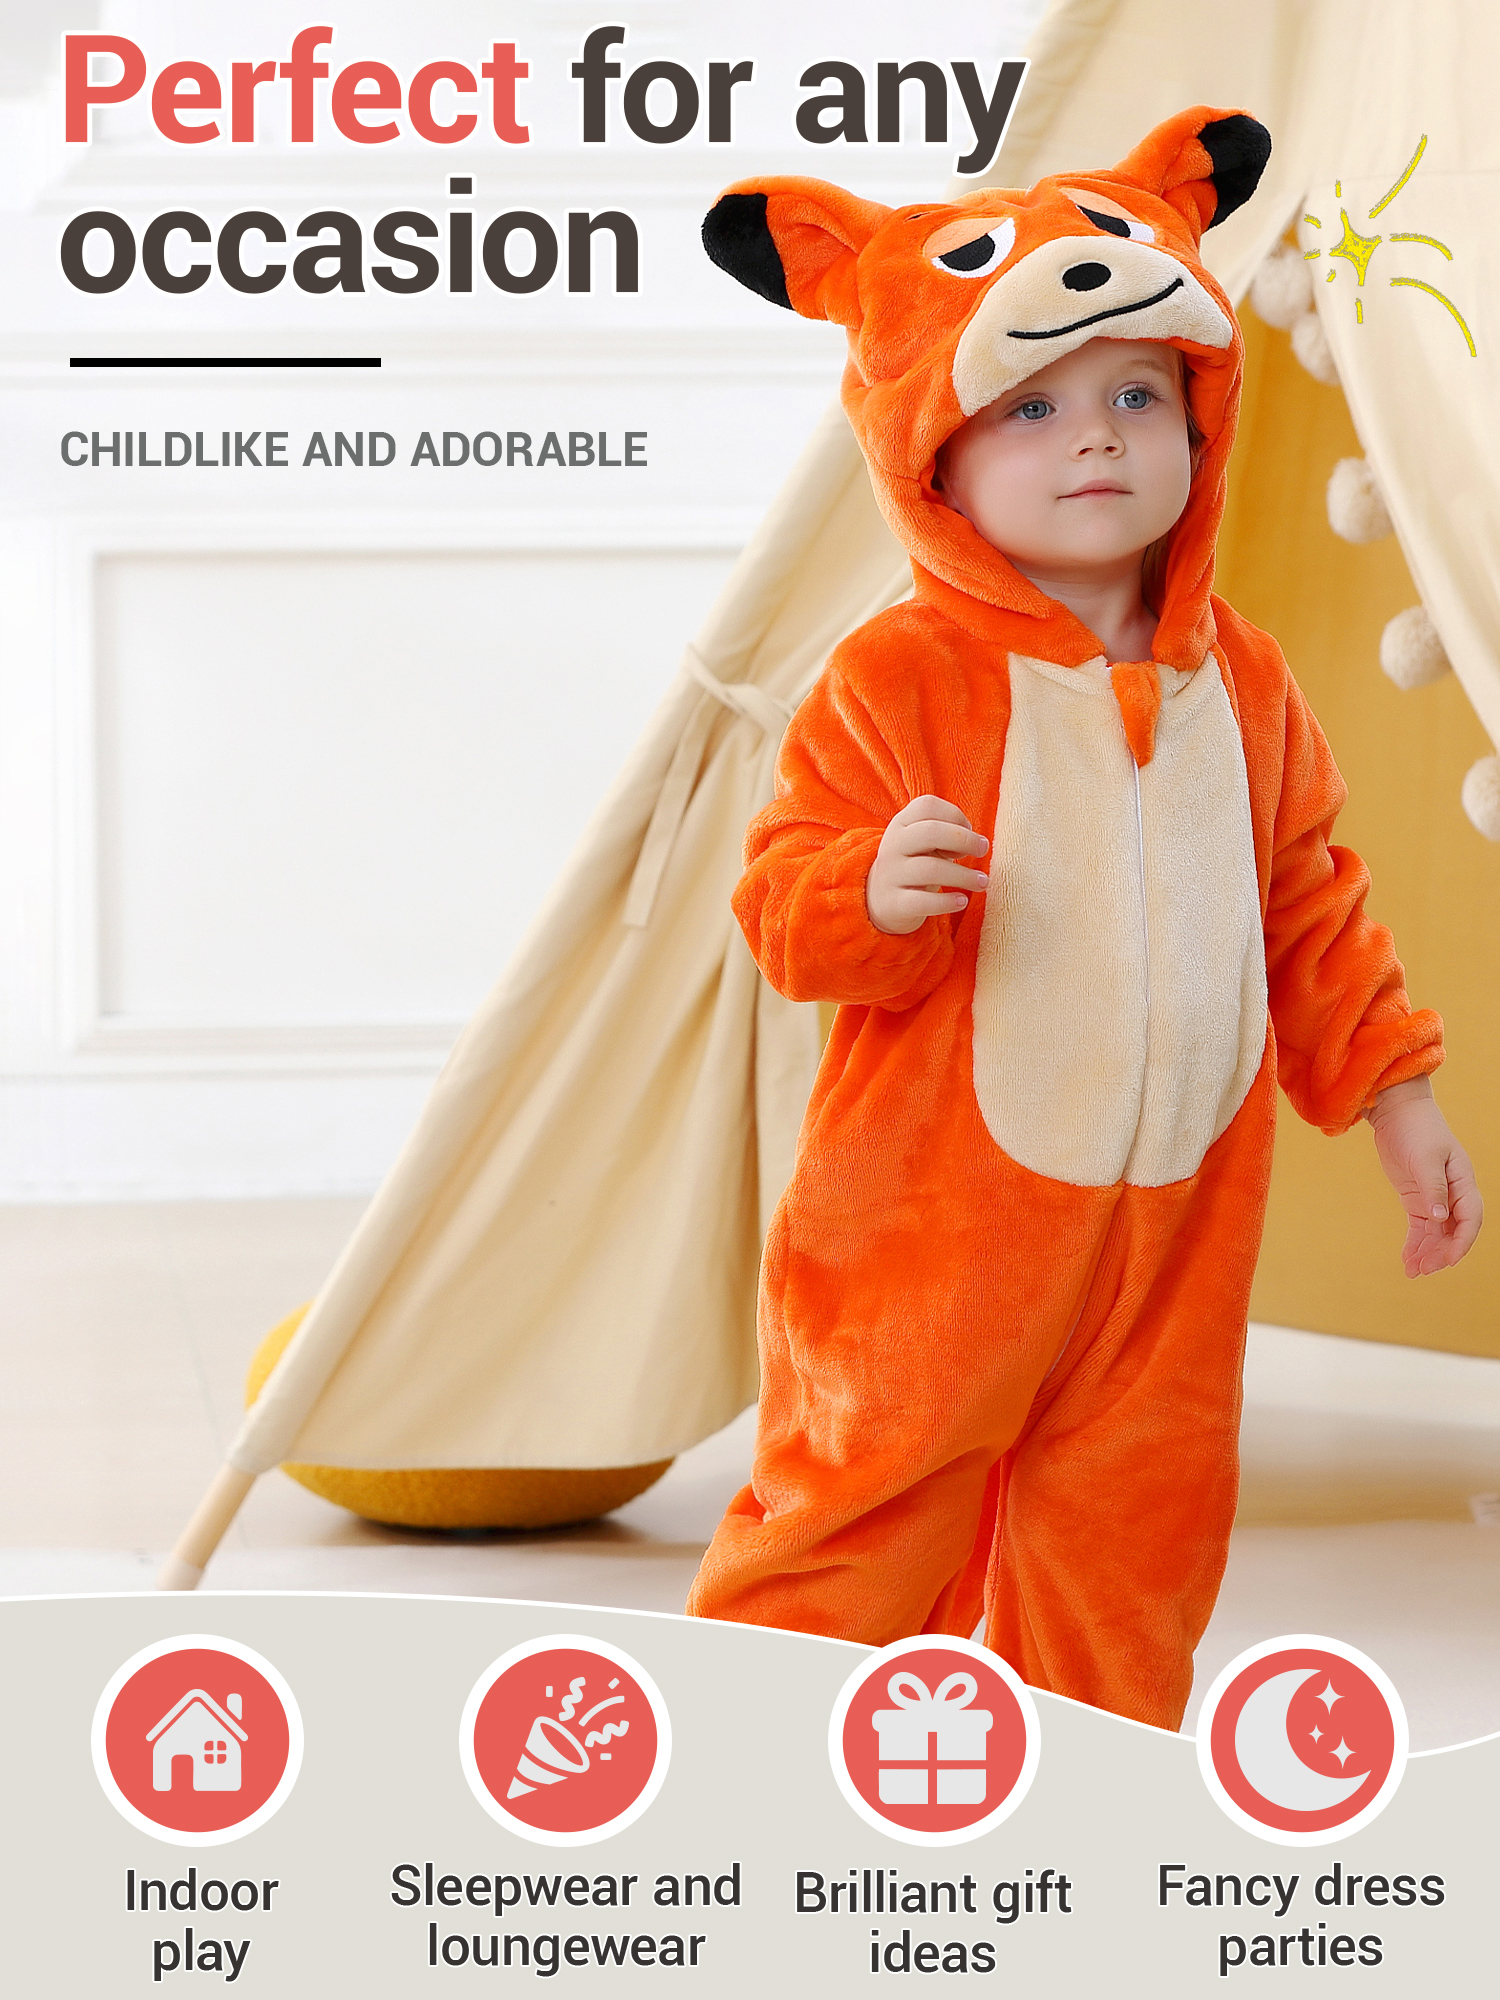 Perfect for any
occasion
CHILDLIKE AND ADORABLE
Indoor
play
Sleepwear and
loungewear
Brilliant gift
ideas
Fancy dress
parties